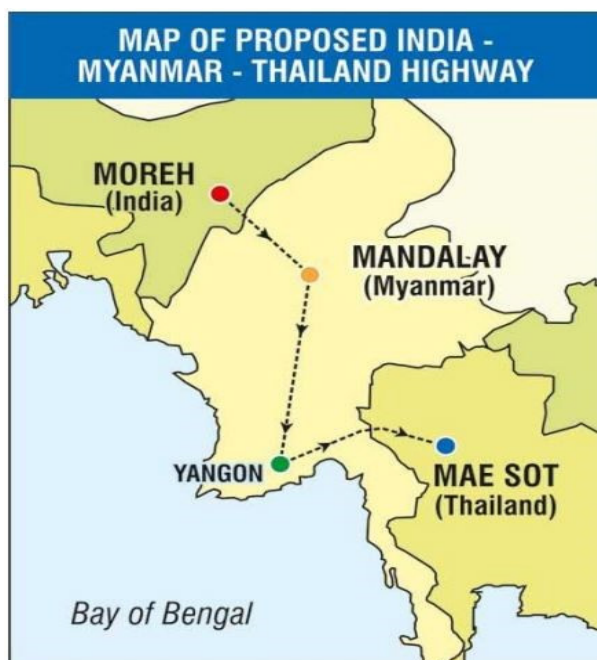 MAP OF PROPOSED INDIA -
MYANMAR - THAILAND HIGHWAY
MOREH
(India)
MANDALAY
(Myanmar)
YANGON
MAE SOT
(Thailand)
Bay of Bengal